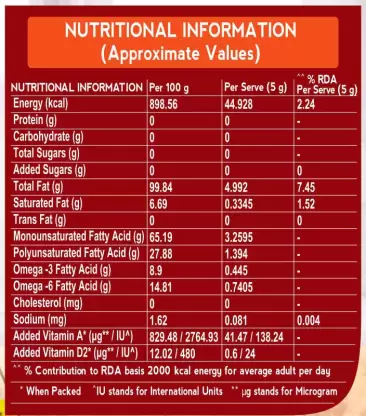 NUTRITIONAL INFORMATION
(Approximate Values)
NUTRITIONAL INFORMATION Per 100 g Per Serve (5 g) ^^ % RDA Per Serve (5 g)
Energy (kcal) 898.56 44.928 2.24
Protein (g) 0 0 -
Carbohydrate (g) 0 0 -
Total Sugars (g) 0 0 -
Added Sugars (g) 0 0 0
Total Fat (g) 99.84 4.992 7.45
Saturated Fat (g) 6.69 0.3345 1.52
Trans Fat (g) 0 0 0
Monounsaturated Fatty Acid (g) 65.19 3.2595 -
Polyunsaturated Fatty Acid (g) 27.88 1.394 -
Omega -3 Fatty Acid (g) 8.9 0.445 -
Omega -6 Fatty Acid (g) 14.81 0.7405 -
Cholesterol (mg) 0 0 -
Sodium (mg) 1.62 0.081 0.004
Added Vitamin A* (µg** / IU^) 829.48 / 2764.93 41.47 / 138.24 -
Added Vitamin D2* (µg** / IU^) 12.02 / 480 0.6 / 24 -
^^ % Contribution to RDA basis 2000 kcal energy for average adult per day
* When Packed ^IU stands for International Units ** µg stands for Microgram